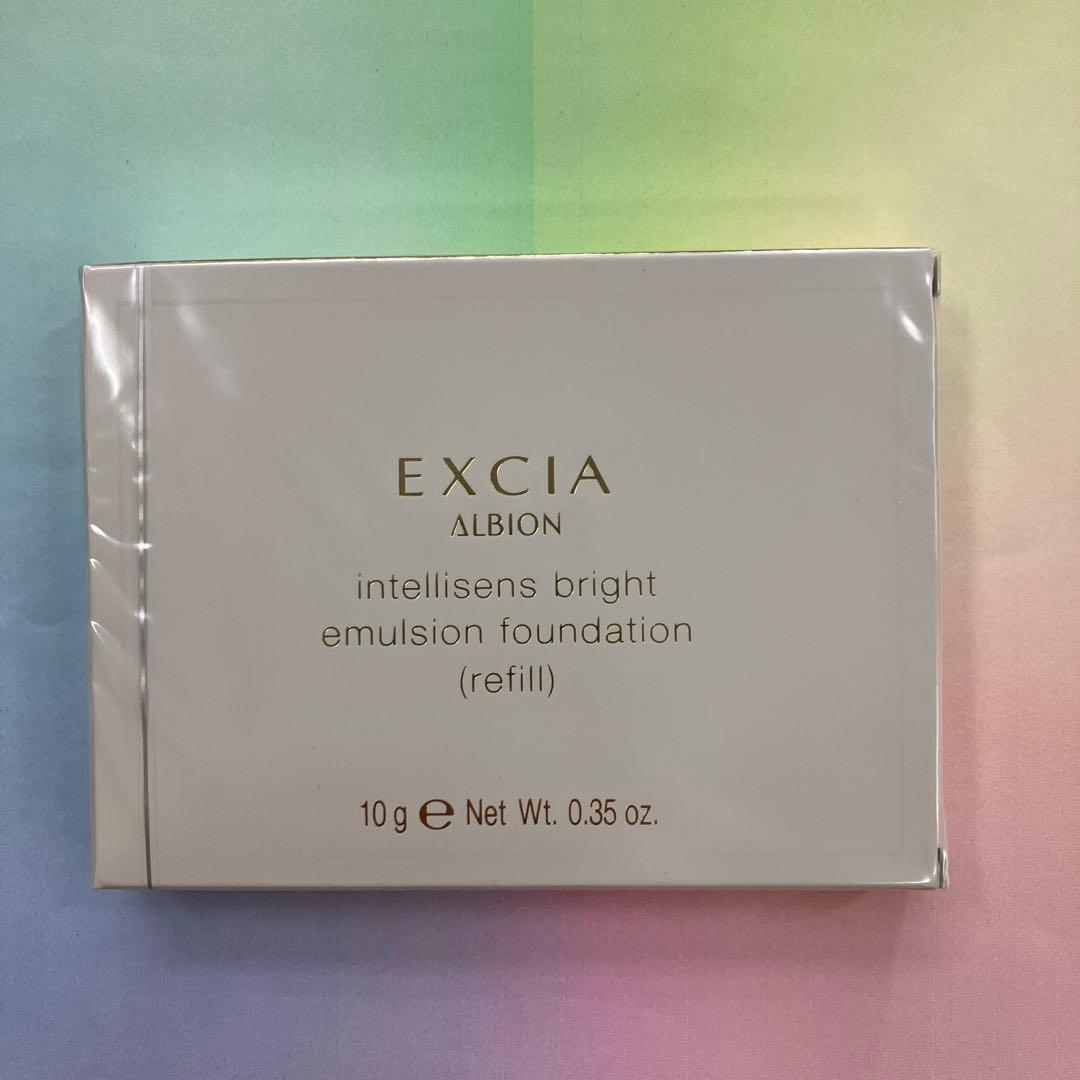 EXCIA
ALBION
intellisens bright
emulsion foundation
(refill)
10 g ℮ Net Wt. 0.35 oz.